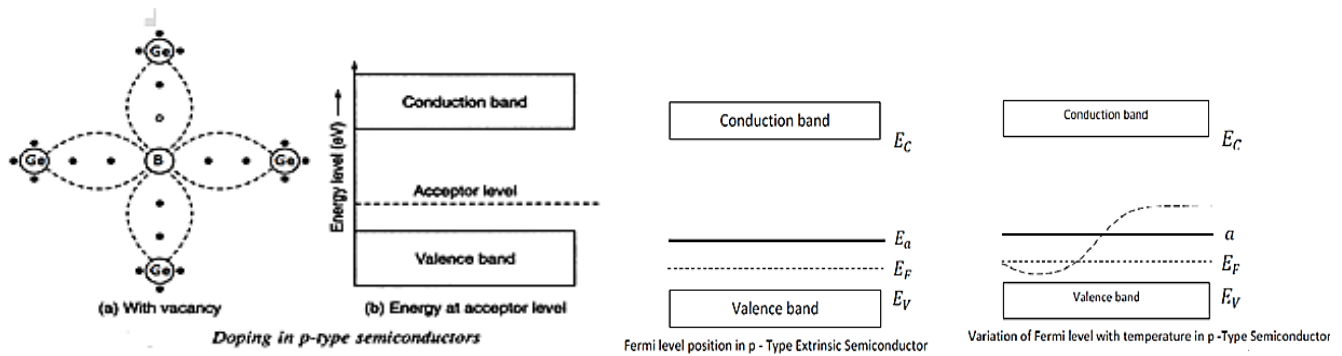 Ge
Ge
B
Ge
Ge
(a) With vacancy
Energy level (eV)
Conduction band
Acceptor level
Valence band
(b) Energy at acceptor level
Doping in p-type semiconductors
Conduction band
E_C
E_a
E_F
Valence band
E_V
Fermi level position in p - Type Extrinsic Semiconductor
Conduction band
E_C
a
E_F
Valence band
E_V
Variation of Fermi level with temperature in p -Type Semiconductor